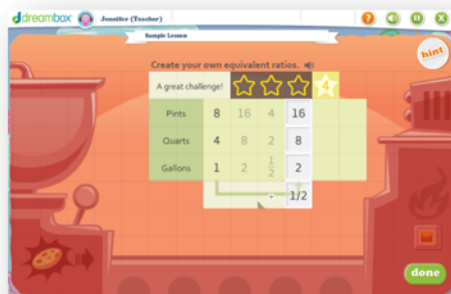 dreambox Jennifer (Teacher) ?
Sample Lesson
hint
Create your own equivalent ratios.
A great challenge! 4
Pints 8 16 4 16
Quarts 4 8 2 8
Gallons 1 2 1/2 2
÷ 1/2
done